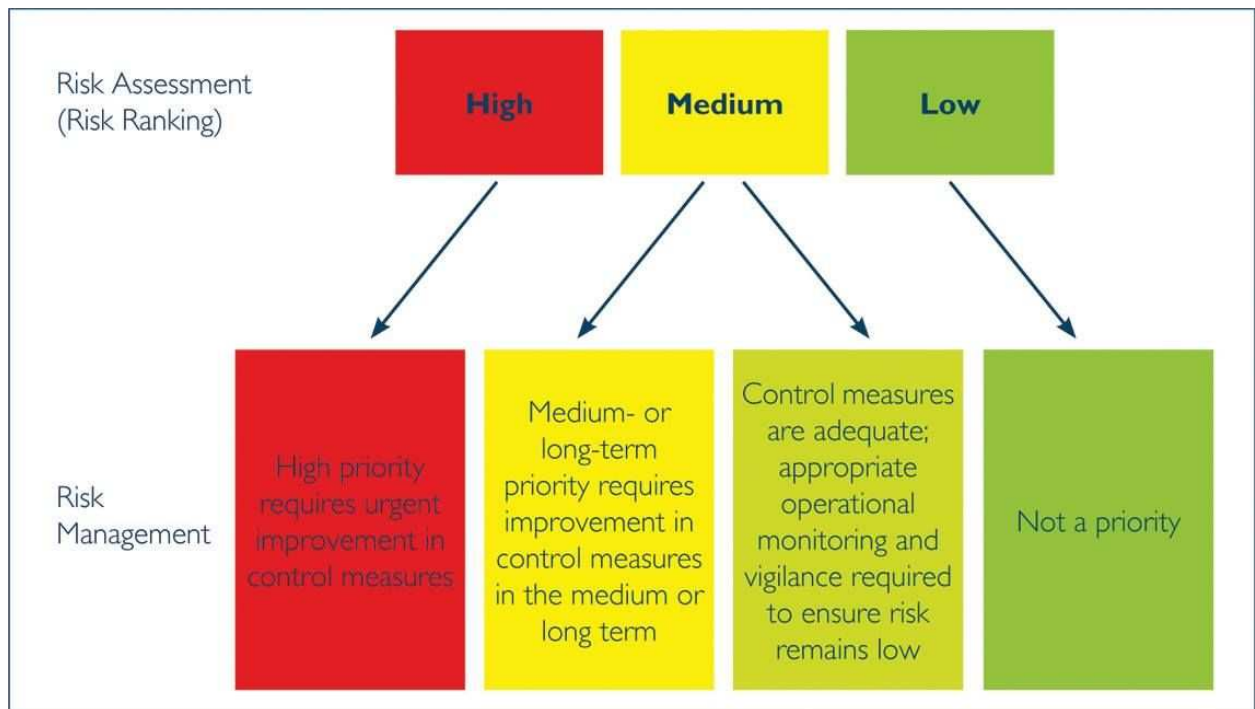 Risk Assessment
(Risk Ranking)
High
Medium
Low
Risk
Management
High priority
requires urgent
improvement in
control measures
Medium- or
long-term
priority requires
improvement in
control measures
in the medium or
long term
Control measures
are adequate;
appropriate
operational
monitoring and
vigilance required
to ensure risk
remains low
Not a priority